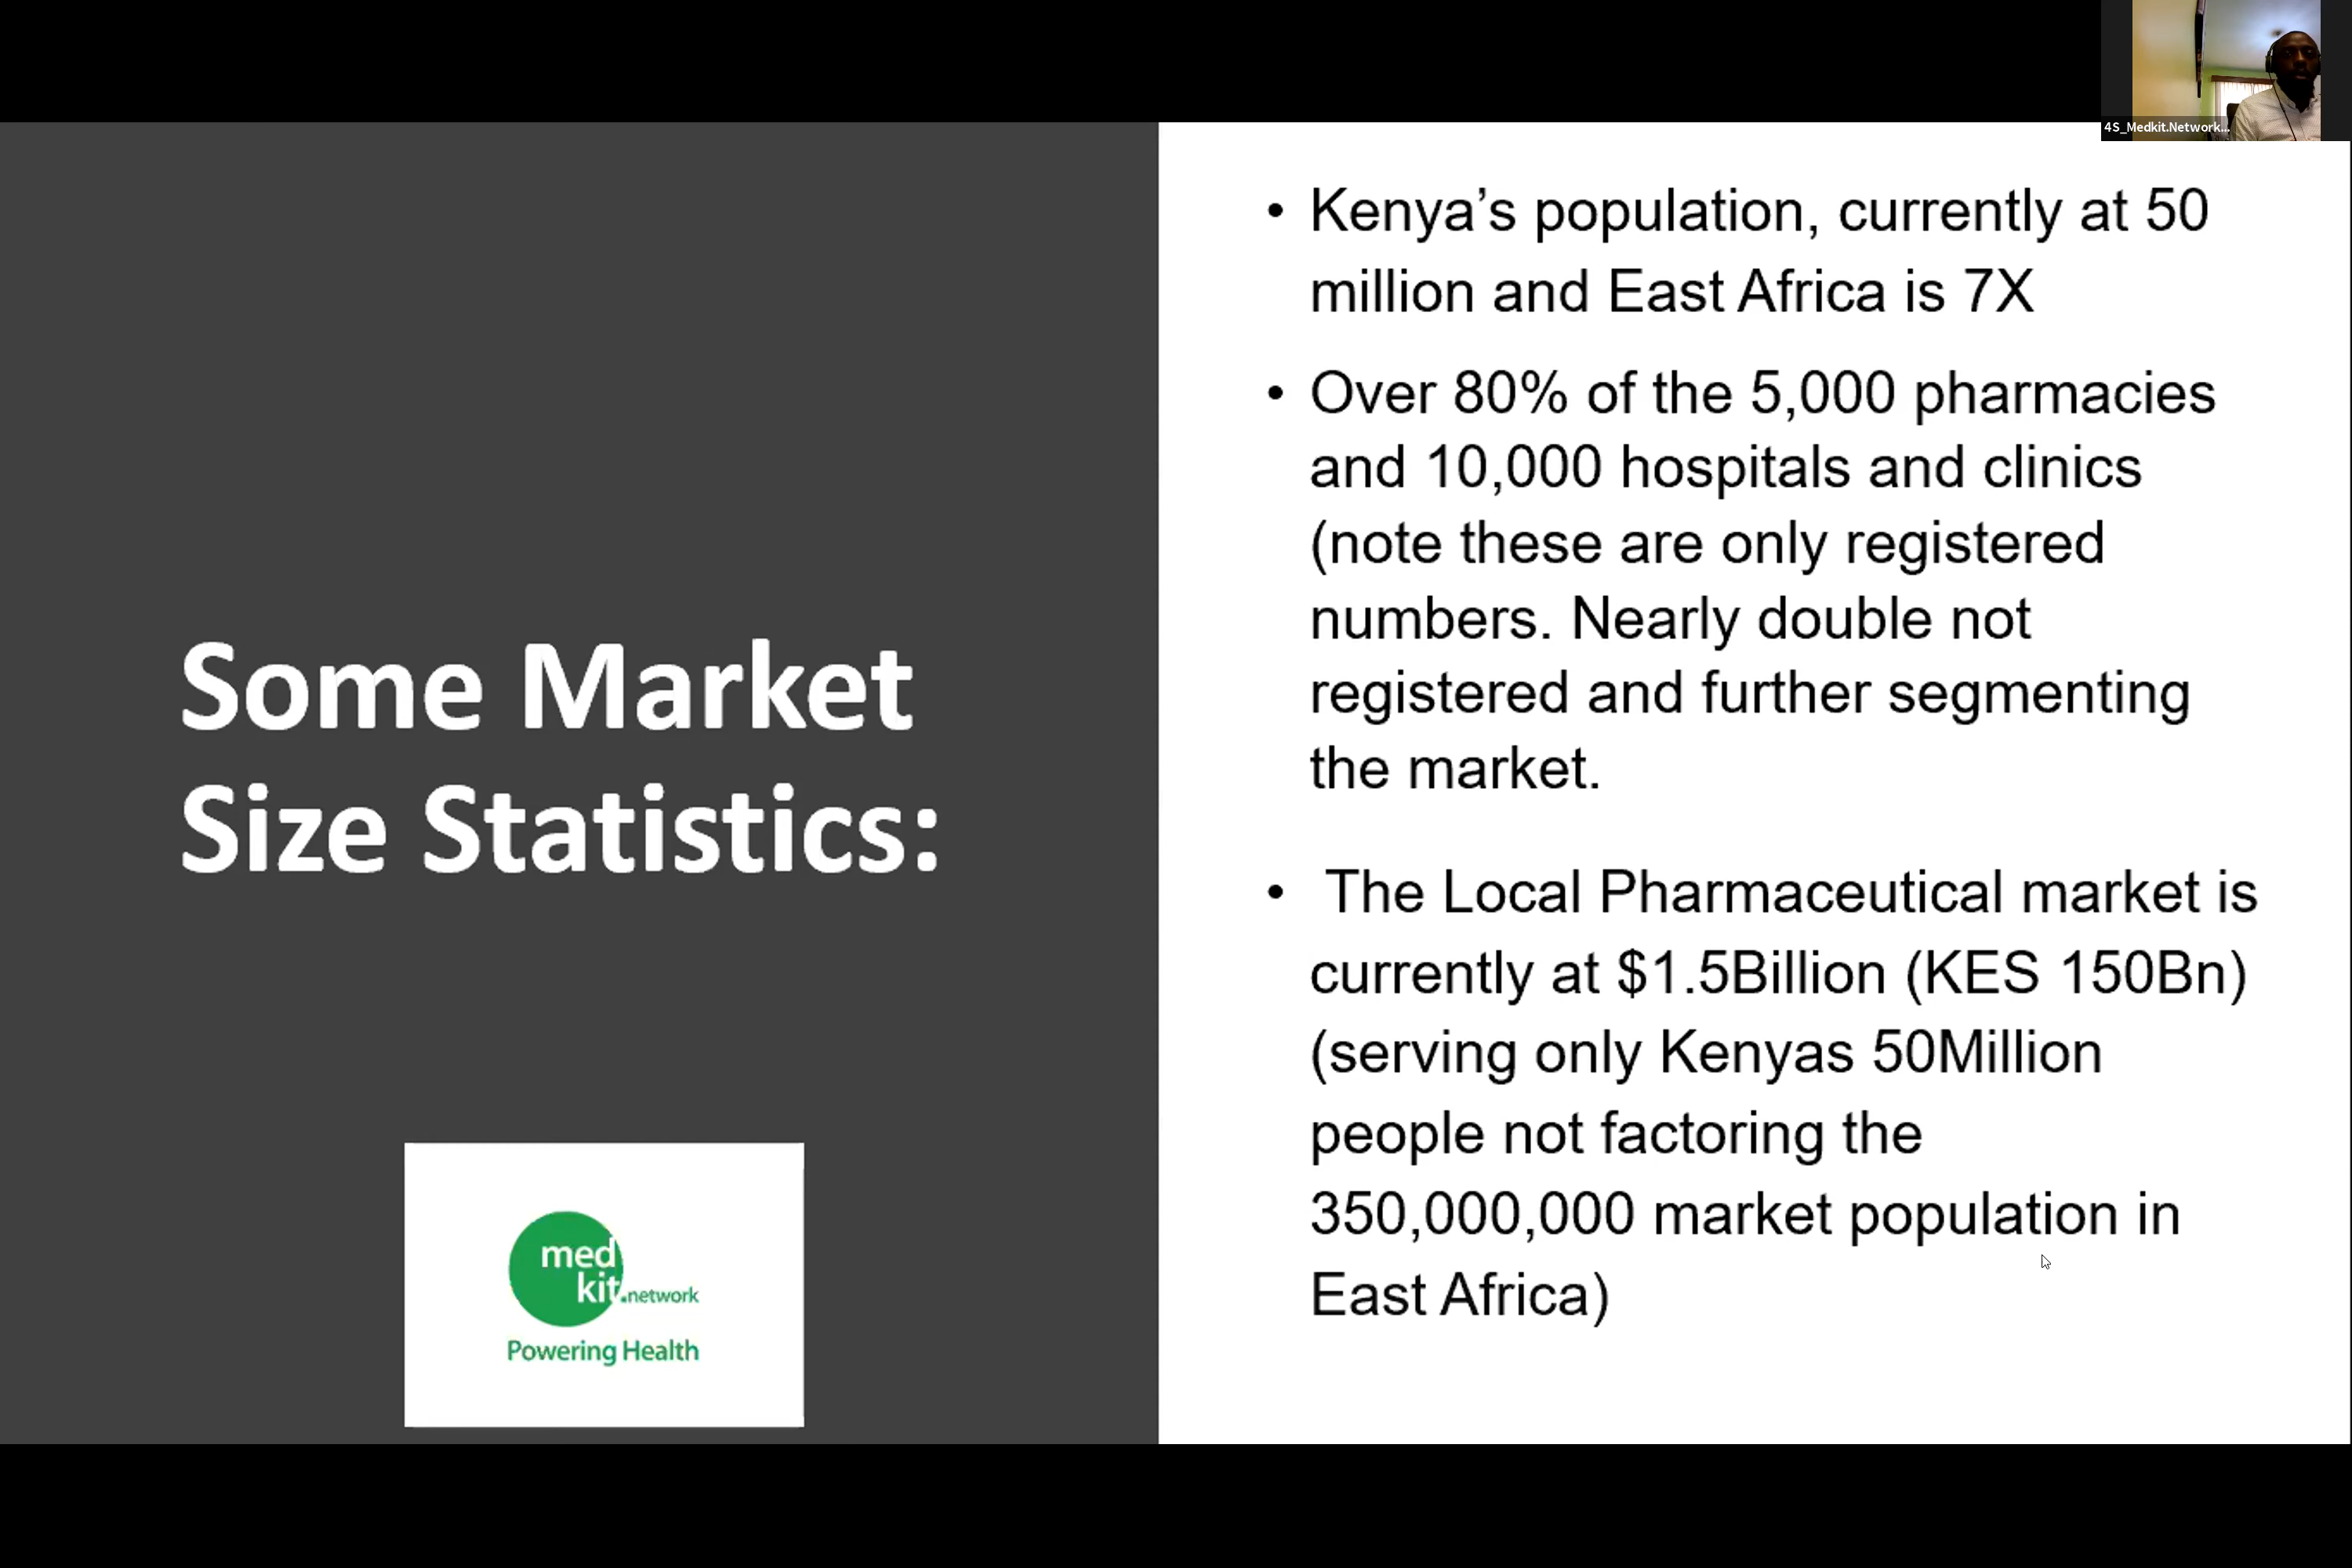 4S_Medkit.Network...
Some Market
Size Statistics:
med
kit.network
Powering Health
• Kenya’s population, currently at 50
million and East Africa is 7X
• Over 80% of the 5,000 pharmacies
and 10,000 hospitals and clinics
(note these are only registered
numbers. Nearly double not
registered and further segmenting
the market.
• The Local Pharmaceutical market is
currently at $1.5Billion (KES 150Bn)
(serving only Kenyas 50Million
people not factoring the
350,000,000 market population in
East Africa)